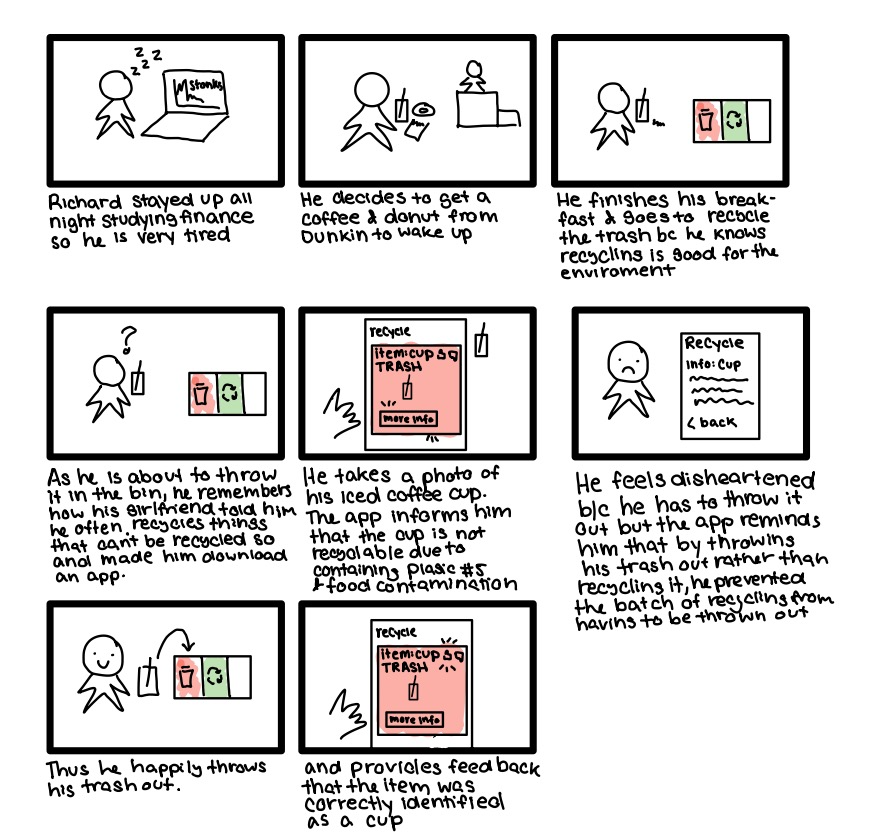 z z z
z z z
Stonks
Richard stayed up all
night studying finance
so he is very tired
He decides to get a
coffee & donut from
Dunkin to wake up
He finishes his break-
fast & goes to recycle
the trash bc he knows
recycling is good for the
enviroment
?
As he is about to throw
it in the bin, he remembers
how his girlfriend told him
he often recycles things
that can't be recycled so
and made him download
an app.
recycle
item: cup
TRASH
more info
He takes a photo of
his iced coffee cup.
The app informs him
that the cup is not
recyclable due to
containing plasic #5
& food contamination
Recycle
Info: Cup
< back
He feels disheartened
b/c he has to throw it
out but the app reminds
him that by throwing
his trash out rather than
recycling it, he prevented
the batch of recycling from
having to be thrown out
Thus he happily throws
his trash out.
recycle
item: cup
TRASH
more info
and provides feedback
that the item was
correctly identified
as a cup